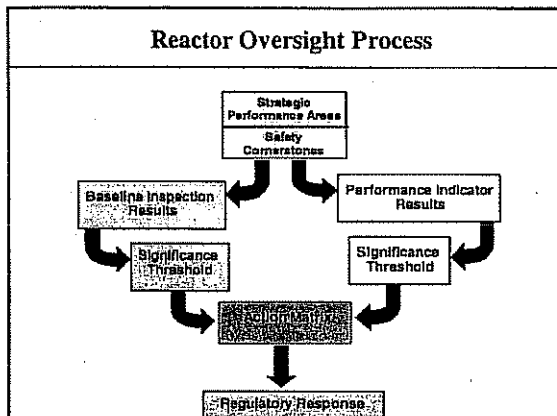 Reactor Oversight Process
Strategic
Performance Areas
Safety
Cornerstones
Baseline Inspection
Results
Performance Indicator
Results
Significance
Threshold
Significance
Threshold
Action Matrix
Regulatory Response